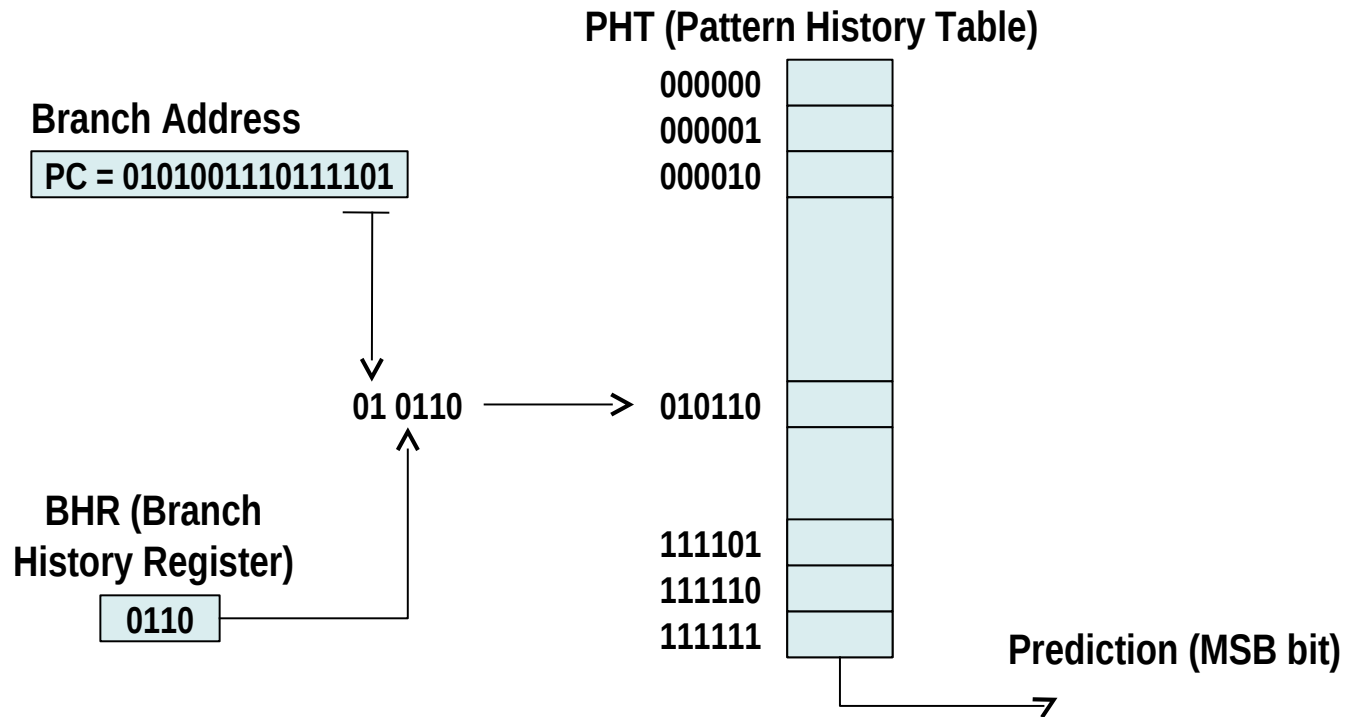 PHT (Pattern History Table)
000000
000001
000010
Branch Address
PC = 0101001110111101
01 0110
010110
BHR (Branch
History Register)
0110
111101
111110
111111
Prediction (MSB bit)